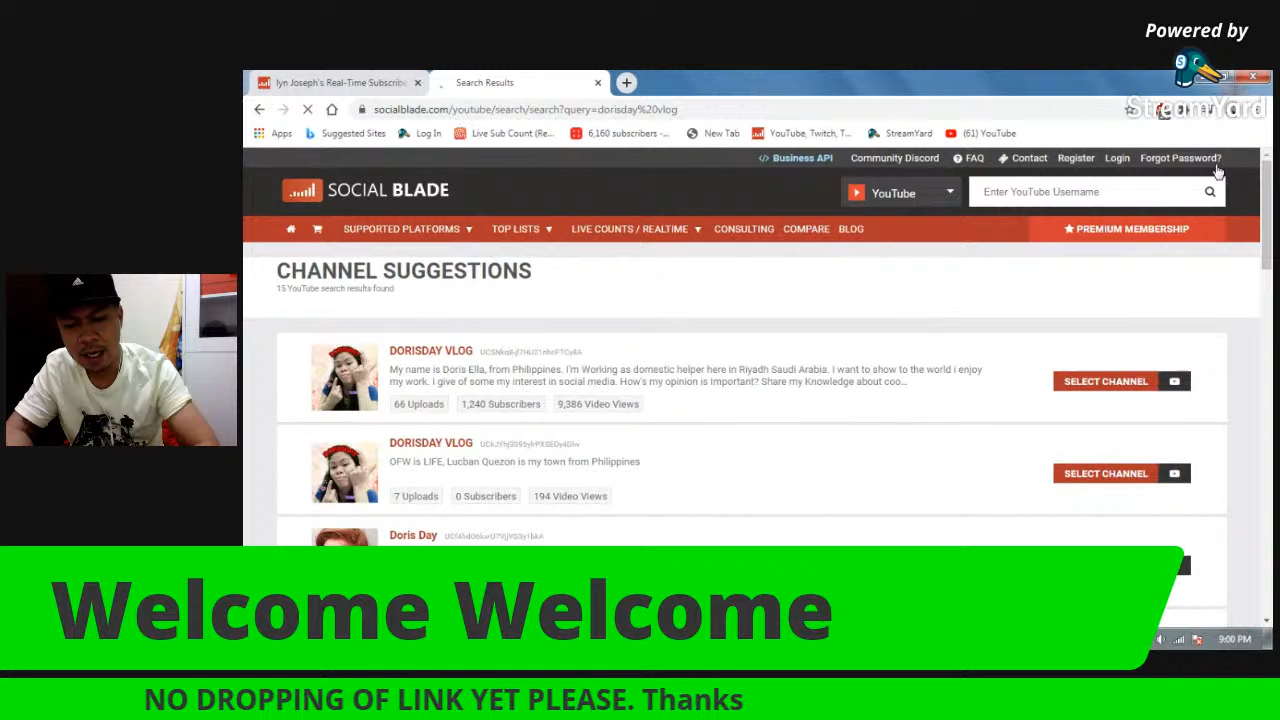 Powered by
StreamYard
lyn Joseph's Real-Time Subscribe
Search Results
socialblade.com/youtube/search/search?query=dorisday%20vlog
Apps
Suggested Sites
Log In
Live Sub Count (Re...
6,160 subscribers -...
New Tab
YouTube, Twitch, T...
StreamYard
(61) YouTube
Business API
Community Discord
FAQ
Contact
Register
Login
Forgot Password?
SOCIAL BLADE
YouTube
Enter YouTube Username
SUPPORTED PLATFORMS
TOP LISTS
LIVE COUNTS / REALTIME
CONSULTING
COMPARE
BLOG
PREMIUM MEMBERSHIP
CHANNEL SUGGESTIONS
15 YouTube search results found
DORISDAY VLOG
My name is Doris Ella, from Philippines. I'm Working as domestic helper here in Riyadh Saudi Arabia. I want to show to the world i enjoy
my work. I give of some my interest in social media. How's my opinion is Important? Share my Knowledge about coo...
66 Uploads
1,240 Subscribers
9,386 Video Views
SELECT CHANNEL
DORISDAY VLOG
OFW is LIFE, Lucban Quezon is my town from Philippines
7 Uploads
0 Subscribers
194 Video Views
SELECT CHANNEL
Doris Day
Welcome Welcome
9:00 PM
NO DROPPING OF LINK YET PLEASE. Thanks